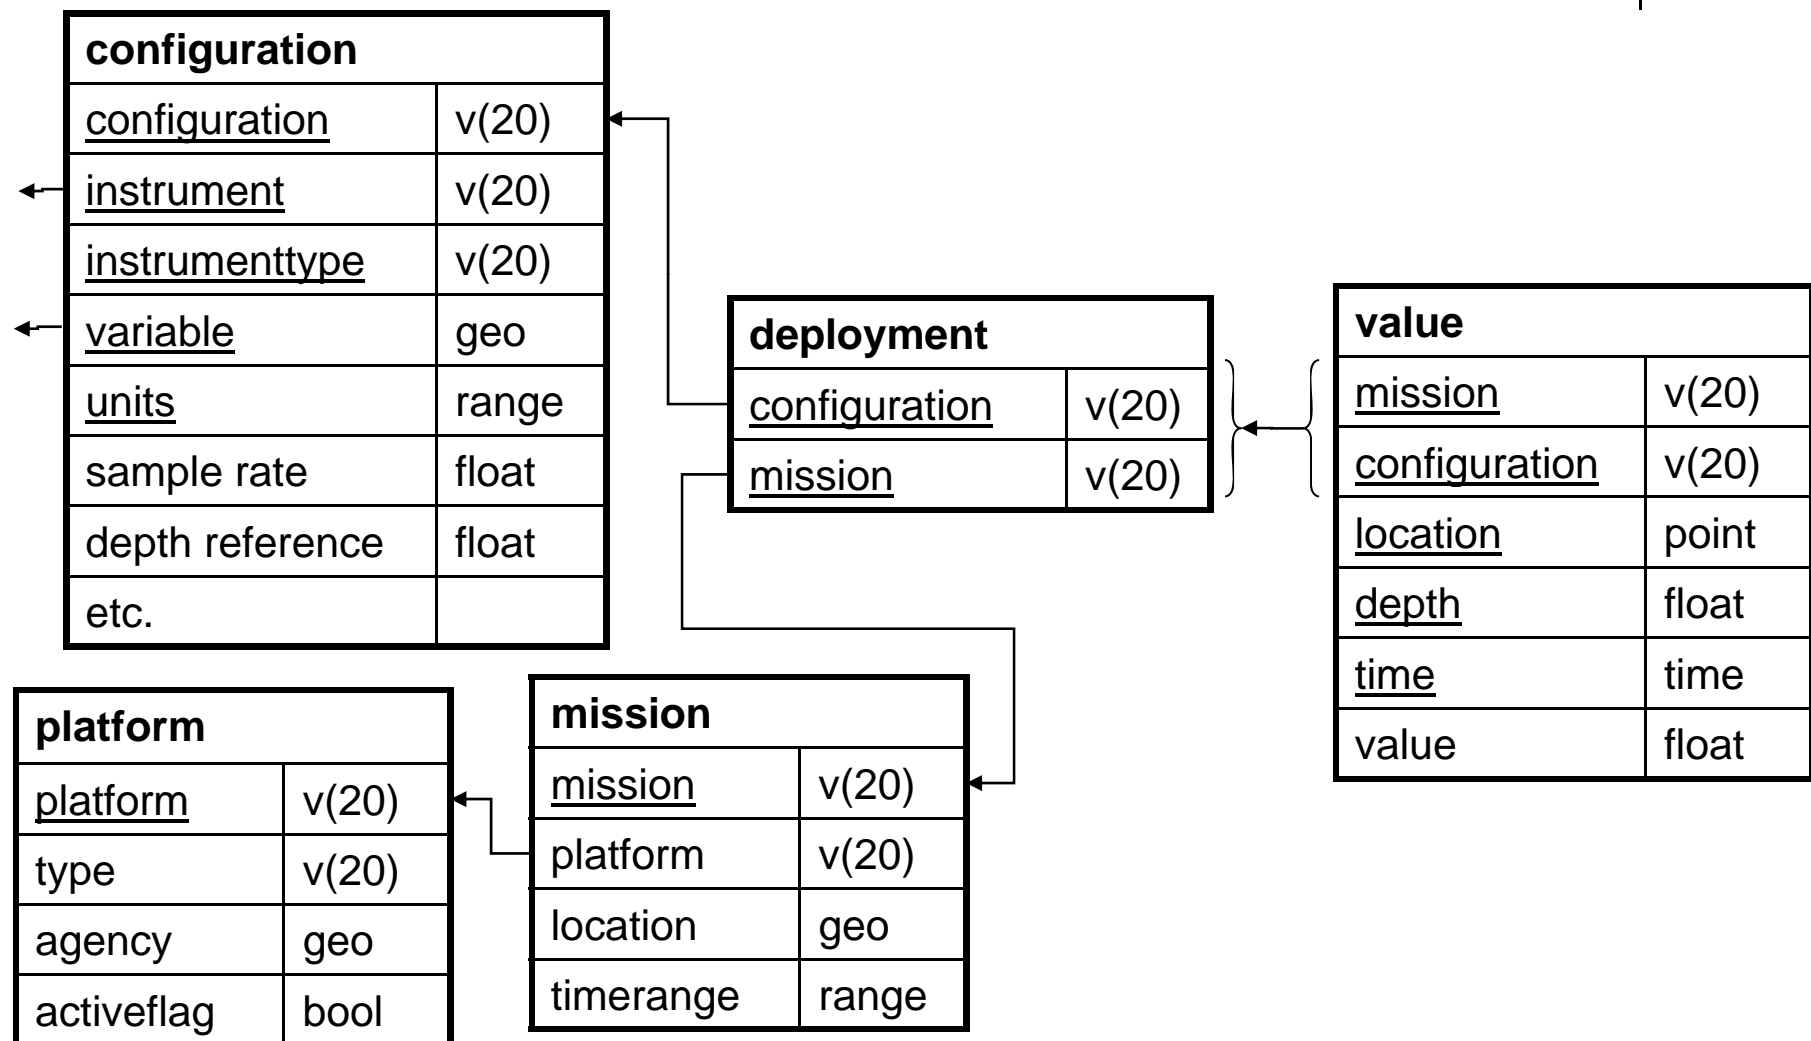 configuration
configuration v(20)
instrument v(20)
instrumenttype v(20)
variable geo
units range
sample rate float
depth reference float
etc.
deployment
configuration v(20)
mission v(20)
value
mission v(20)
configuration v(20)
location point
depth float
time time
value float
platform
platform v(20)
type v(20)
agency geo
activeflag bool
mission
mission v(20)
platform v(20)
location geo
timerange range